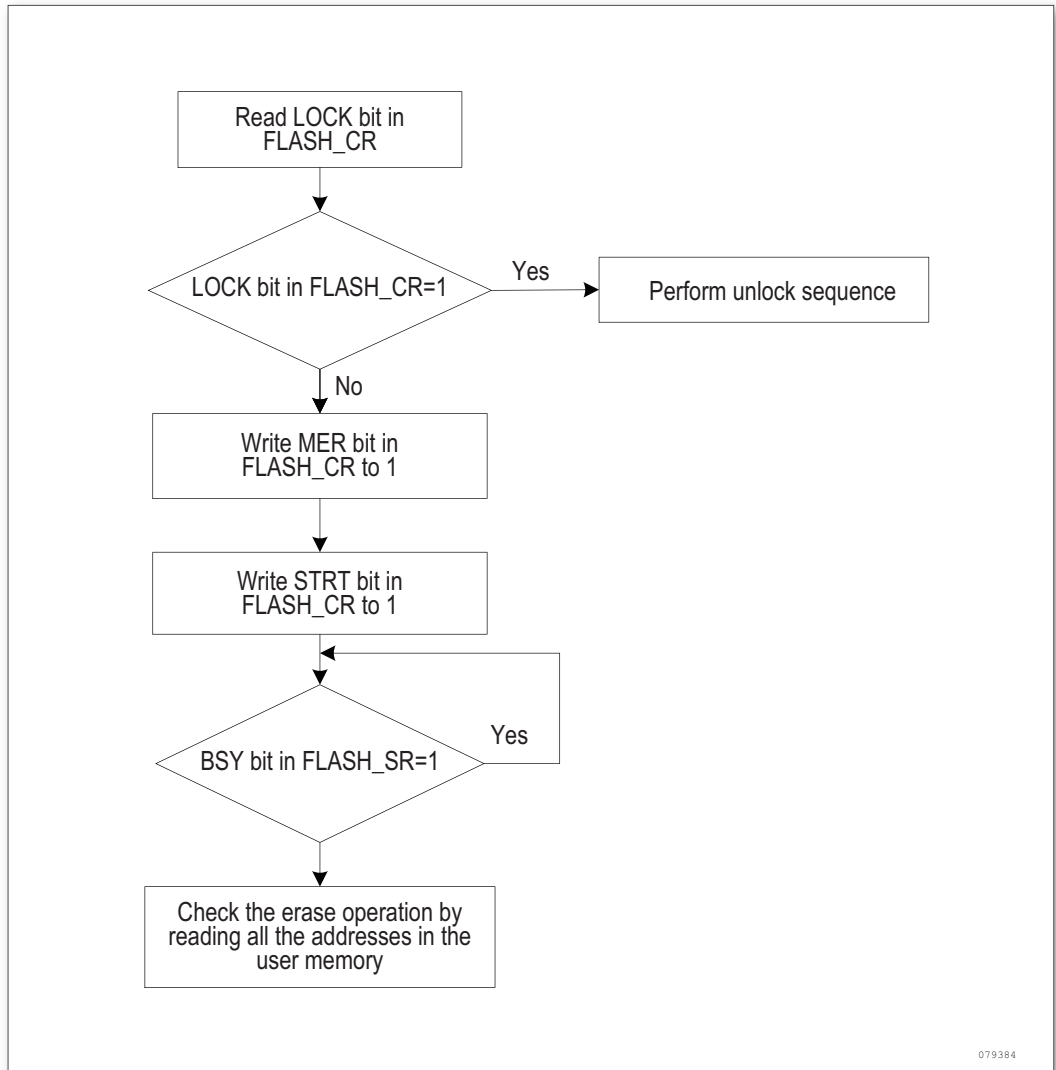 Read LOCK bit in
FLASH_CR
LOCK bit in FLASH_CR=1
Yes
Perform unlock sequence
No
Write MER bit in
FLASH_CR to 1
Write STRT bit in
FLASH_CR to 1
BSY bit in FLASH_SR=1
Yes
Check the erase operation by
reading all the addresses in the
user memory
079384